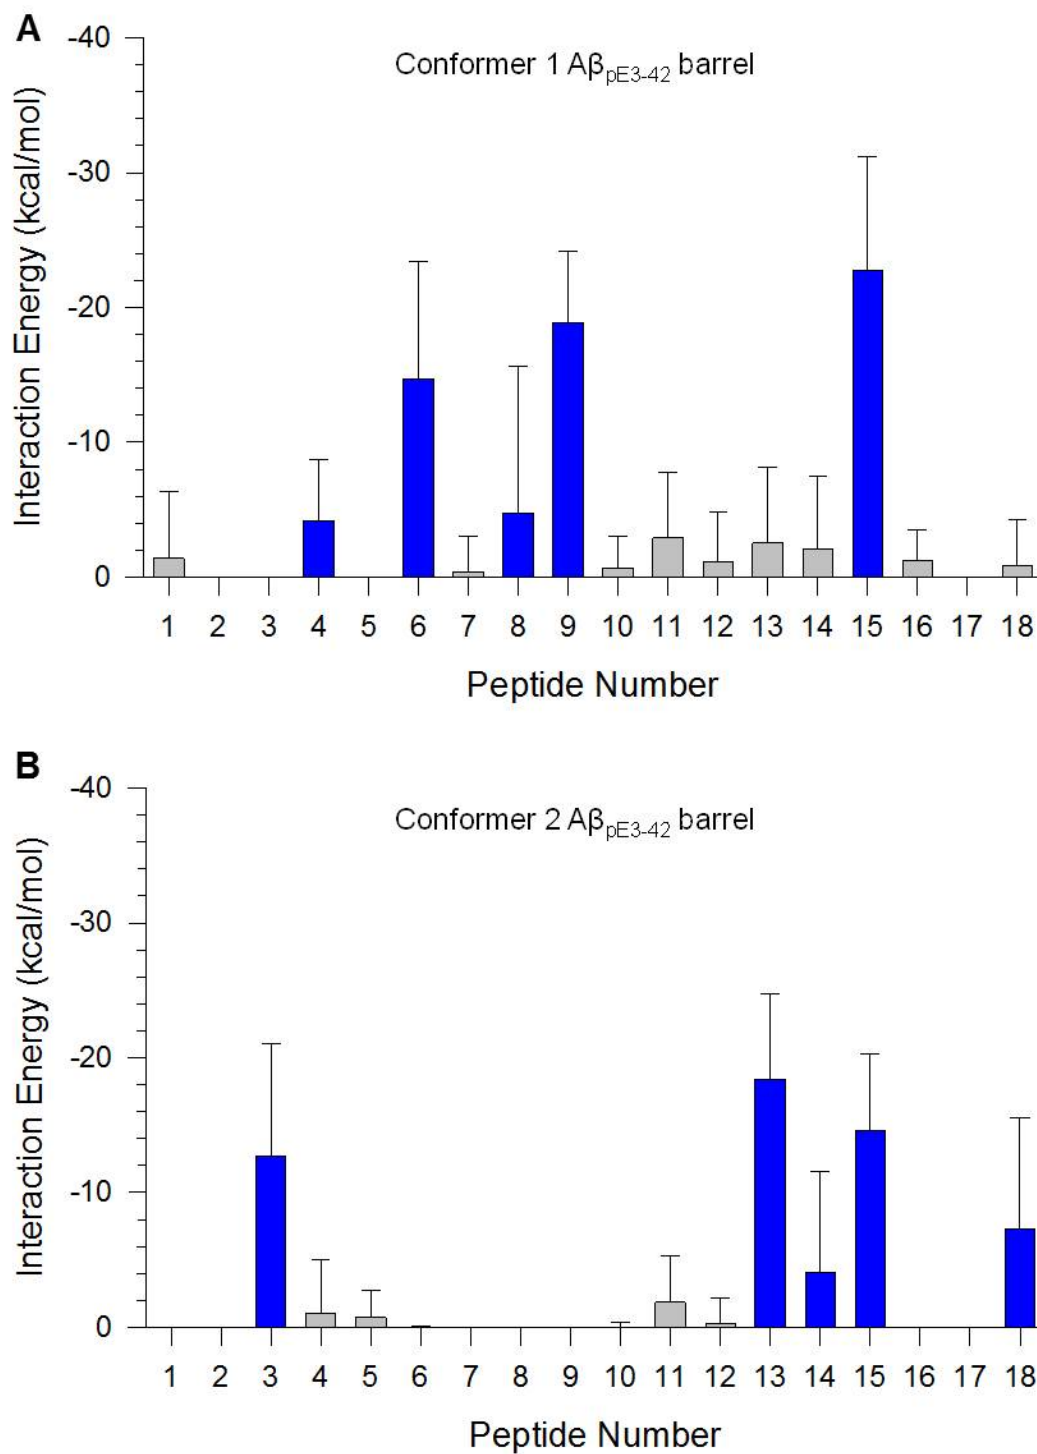 A
Conformer 1 AβpE3-42 barrel
Interaction Energy (kcal/mol)
-40
-30
-20
-10
0
1 2 3 4 5 6 7 8 9 10 11 12 13 14 15 16 17 18
Peptide Number
B
Conformer 2 AβpE3-42 barrel
Interaction Energy (kcal/mol)
-40
-30
-20
-10
0
1 2 3 4 5 6 7 8 9 10 11 12 13 14 15 16 17 18
Peptide Number